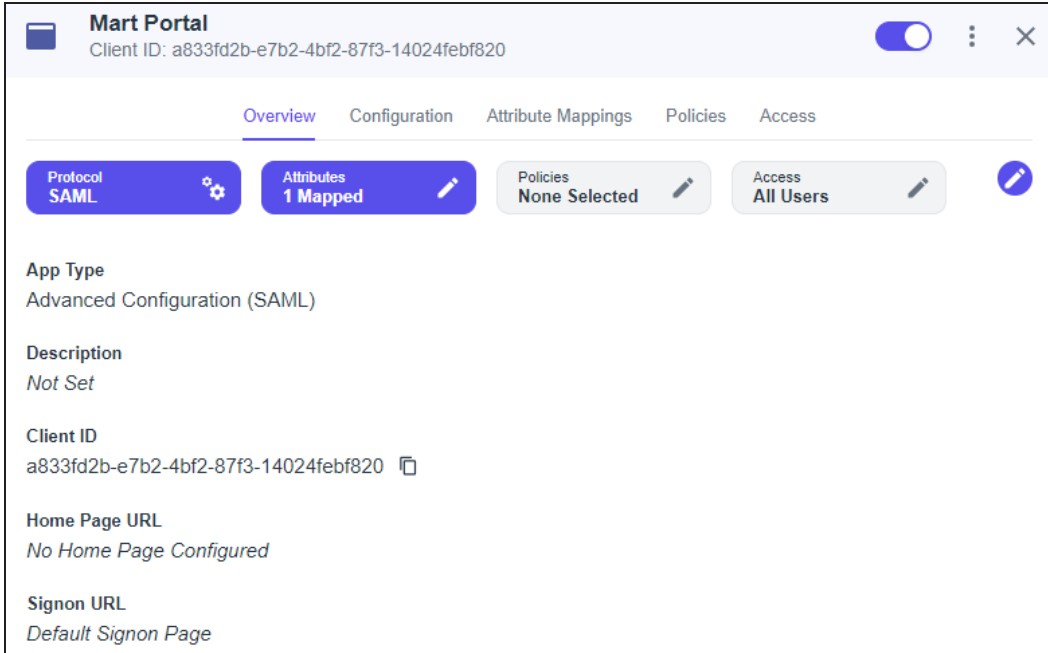 Mart Portal
Client ID: a833fd2b-e7b2-4bf2-87f3-14024febf820
Overview Configuration Attribute Mappings Policies Access
Protocol
SAML
Attributes
1 Mapped
Policies
None Selected
Access
All Users
App Type
Advanced Configuration (SAML)
Description
Not Set
Client ID
a833fd2b-e7b2-4bf2-87f3-14024febf820
Home Page URL
No Home Page Configured
Signon URL
Default Signon Page